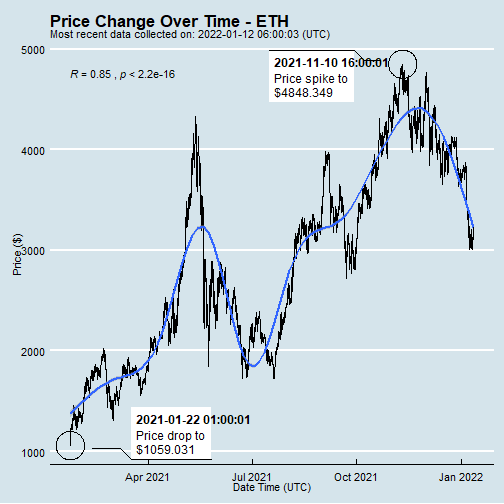 Price Change Over Time - ETH
Most recent data collected on: 2022-01-12 06:00:03 (UTC)
5000
4000
3000
2000
1000
Price ($)
R = 0.85 , p < 2.2e-16
2021-11-10 16:00:01
Price spike to
$4848.349
2021-01-22 01:00:01
Price drop to
$1059.031
Apr 2021
Jul 2021
Oct 2021
Jan 2022
Date Time (UTC)